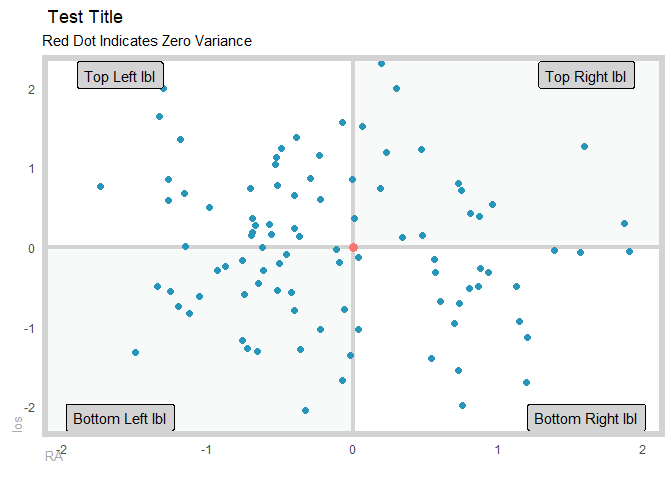 Test Title
Red Dot Indicates Zero Variance
Top Left lbl
Top Right lbl
2
1
0
-1
-2
Bottom Left lbl
Bottom Right lbl
los
-2
-1
0
1
2
RA